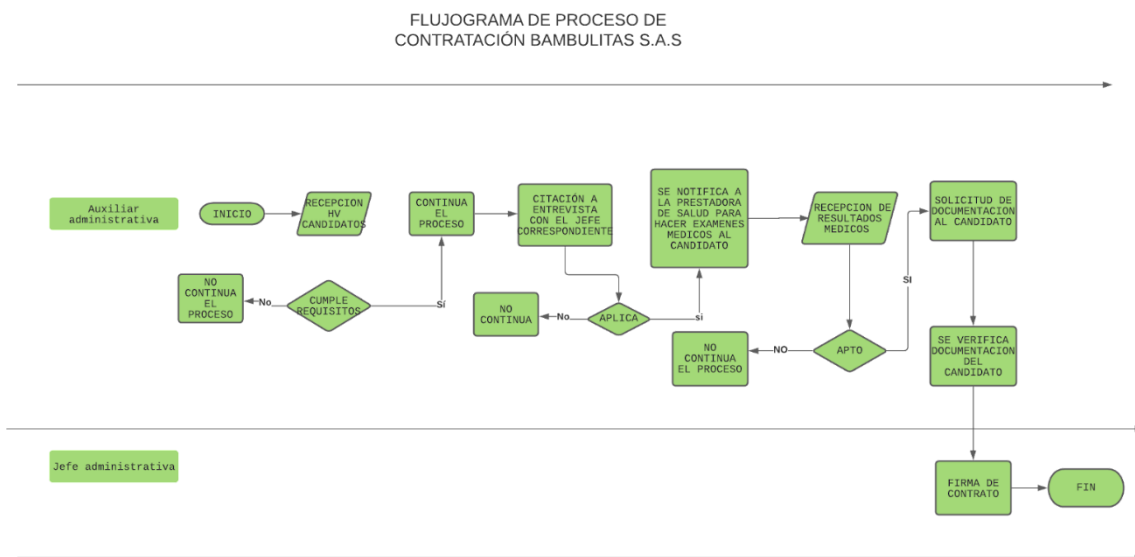 FLUJOGRAMA DE PROCESO DE
CONTRATACIÓN BAMBULITAS S.A.S
Auxiliar
administrativa
INICIO
RECEPCION
HV
CANDIDATOS
CUMPLE
REQUISITOS
No
NO
CONTINUA
EL
PROCESO
Sí
CONTINUA
EL
PROCESO
CITACIÓN A
ENTREVISTA
CON EL JEFE
CORRESPONDIENTE
APLICA
No
NO
CONTINUA
si
SE NOTIFICA A
LA PRESTADORA
DE SALUD PARA
HACER EXAMENES
MEDICOS AL
CANDIDATO
RECEPCION DE
RESULTADOS
MEDICOS
APTO
NO
NO
CONTINUA
EL PROCESO
SI
SOLICITUD DE
DOCUMENTACION
AL CANDIDATO
SE VERIFICA
DOCUMENTACION
DEL
CANDIDATO
Jefe administrativa
FIRMA DE
CONTRATO
FIN